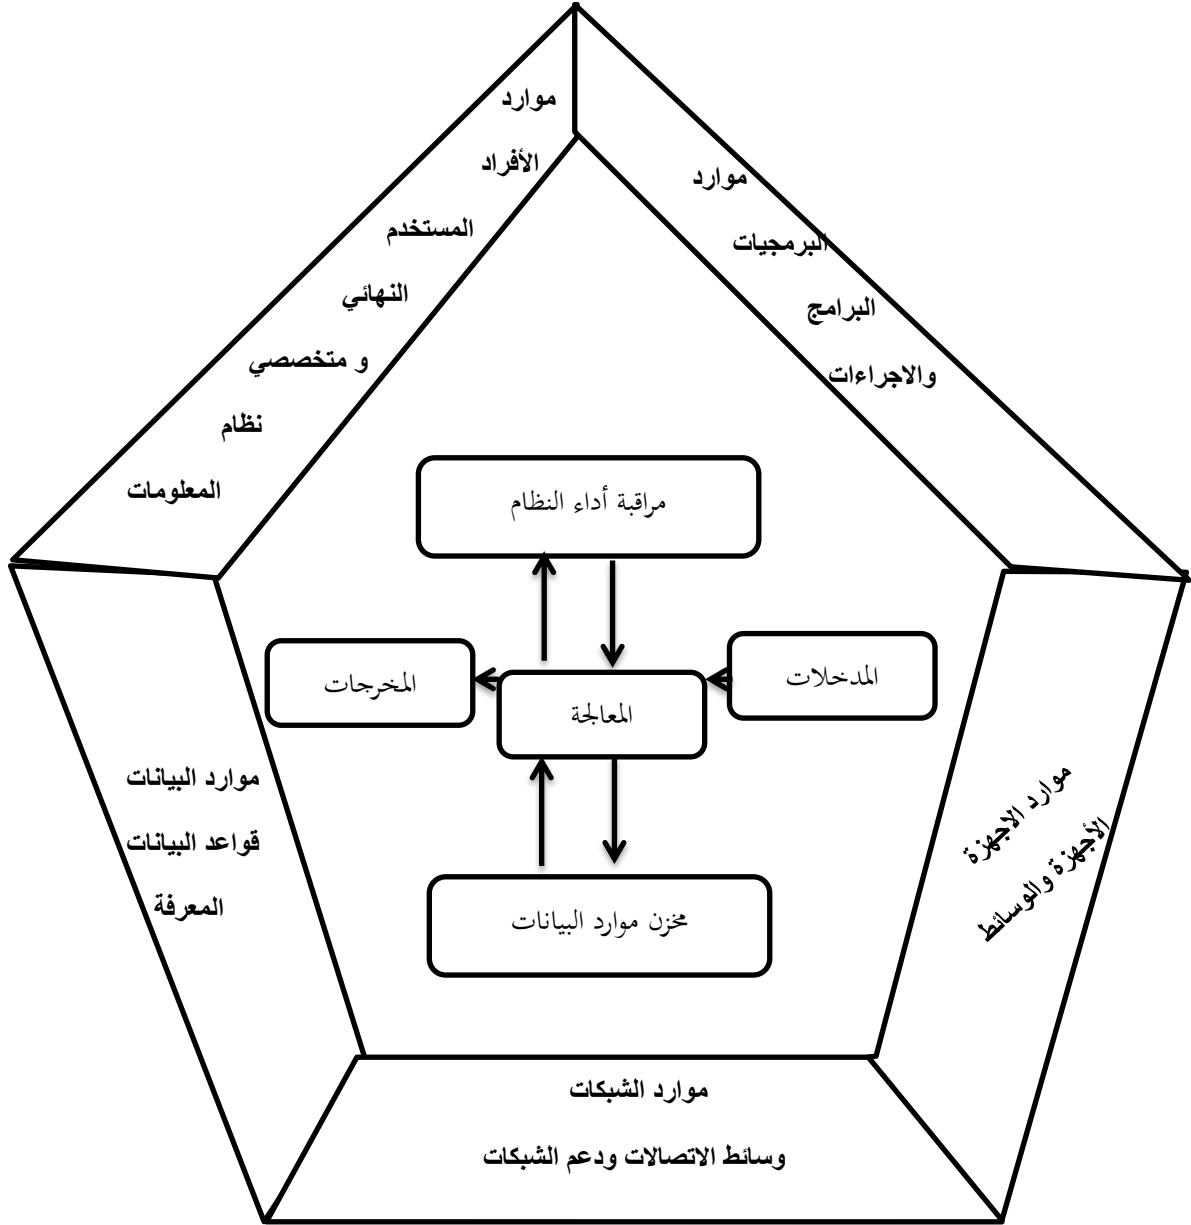 موارد
الأفراد
المستخدم
النهائي
و متخصصي
نظام
المعلومات
موارد
البرمجيات
البرامج
والاجراءات
مراقبة أداء النظام
المدخلات
المعالجة
المخرجات
مخزن موارد البيانات
موارد الاجهزة
الأجهزة والوسائط
موارد البيانات
قواعد البيانات
المعرفة
موارد الشبكات
وسائط الاتصالات ودعم الشبكات